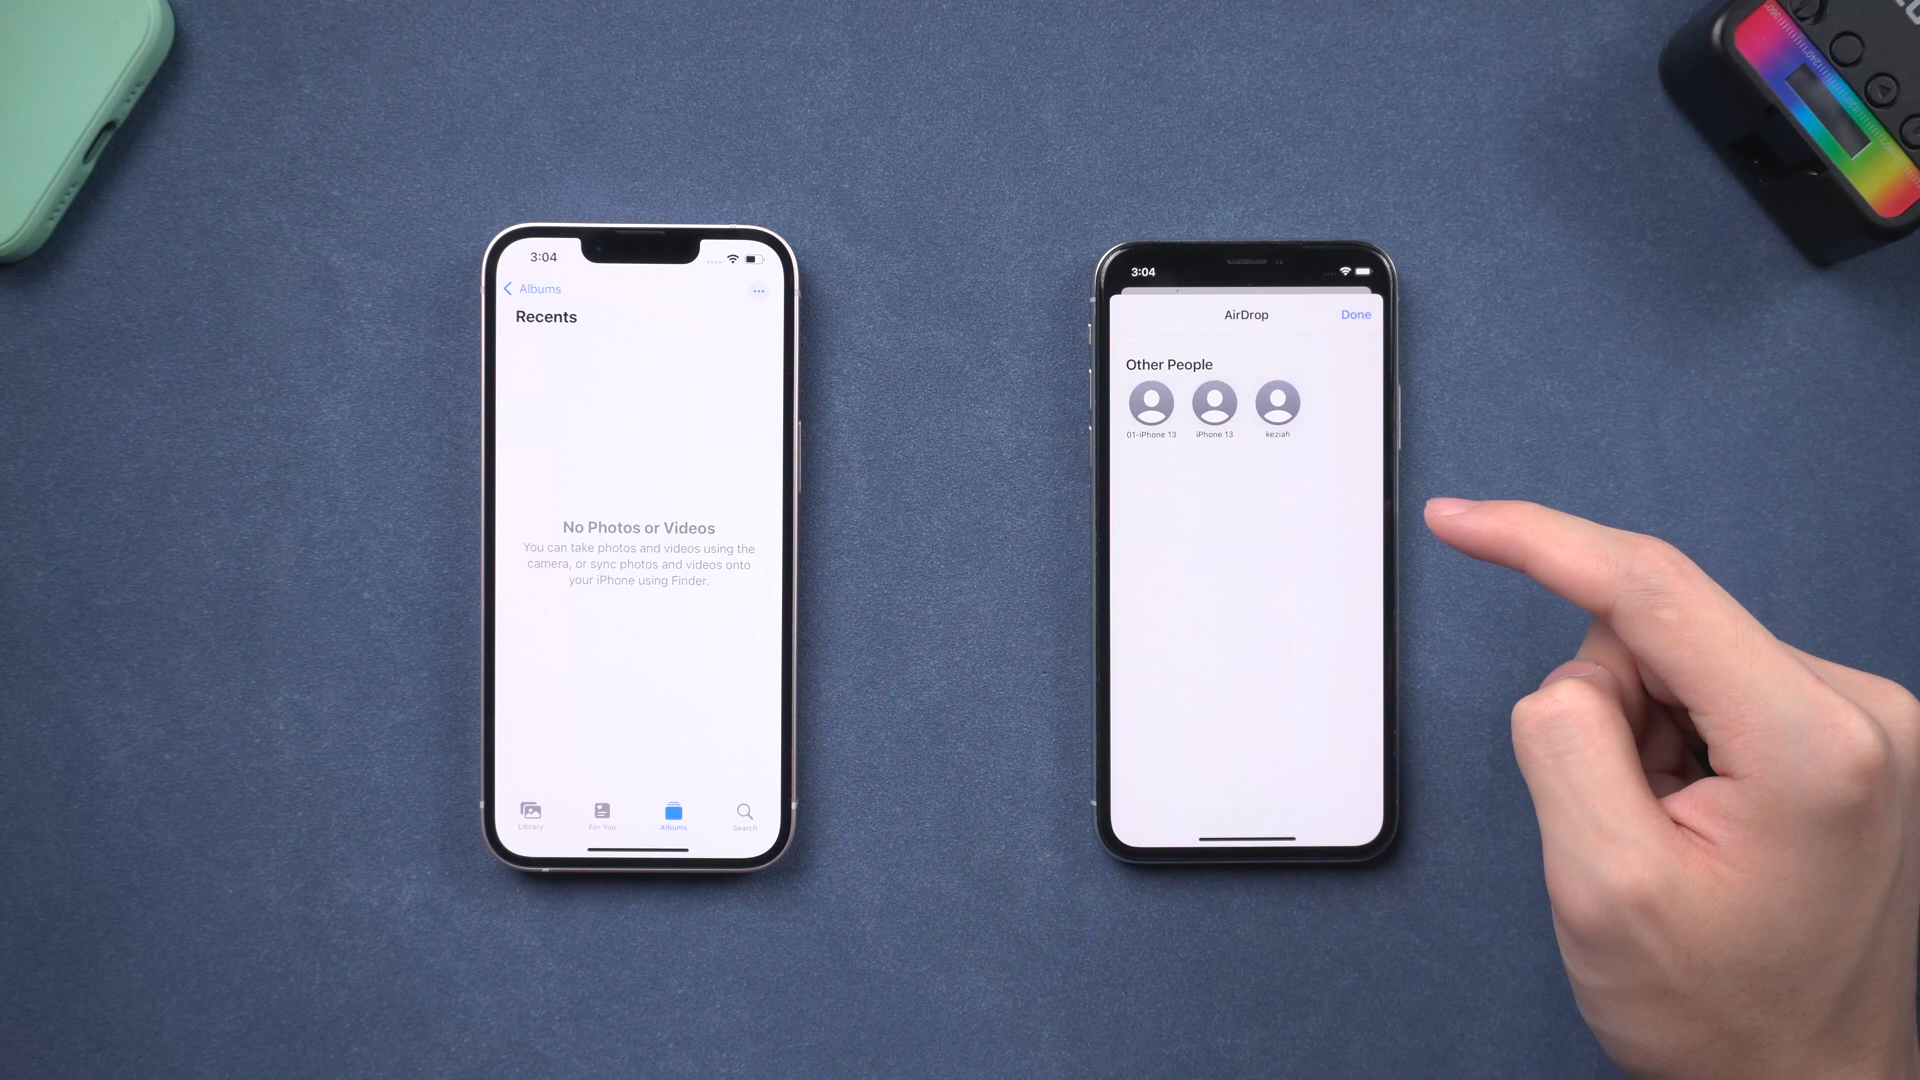 3:04
Albums
Recents
No Photos or Videos
You can take photos and videos using the
camera, or sync photos and videos onto
your iPhone using Finder.
Library
For You
Albums
Search
3:04
AirDrop
Done
Other People
01-iPhone 13
iPhone 13
keziah